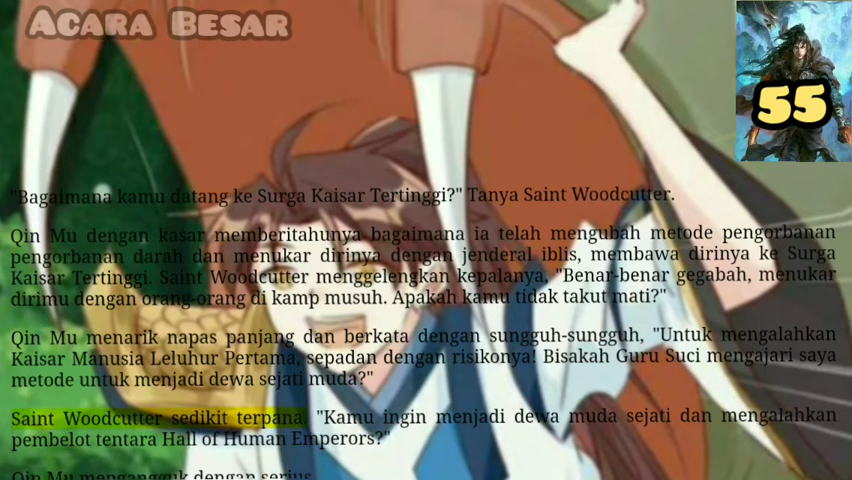 Acara Besar
55
"Bagaimana kamu datang ke Surga Kaisar Tertinggi?" Tanya Saint Woodcutter.
Qin Mu dengan kasar memberitahunya bagaimana ia telah mengubah metode pengorbanan
pengorbanan darah dan menukar dirinya dengan jenderal iblis, membawa dirinya ke Surga
Kaisar Tertinggi. Saint Woodcutter menggelengkan kepalanya, "Benar-benar gegabah, menukar
dirimu dengan orang-orang di kamp musuh. Apakah kamu tidak takut mati?"
Qin Mu menarik napas panjang dan berkata dengan sungguh-sungguh, "Untuk mengalahkan
Kaisar Manusia Leluhur Pertama, sepadan dengan risikonya! Bisakah Guru Suci mengajari saya
metode untuk menjadi dewa sejati muda?"
Saint Woodcutter sedikit terpana. "Kamu ingin menjadi dewa muda sejati dan mengalahkan
pembelot tentara Hall of Human Emperors?"
Qin Mu mengangguk dengan serius.